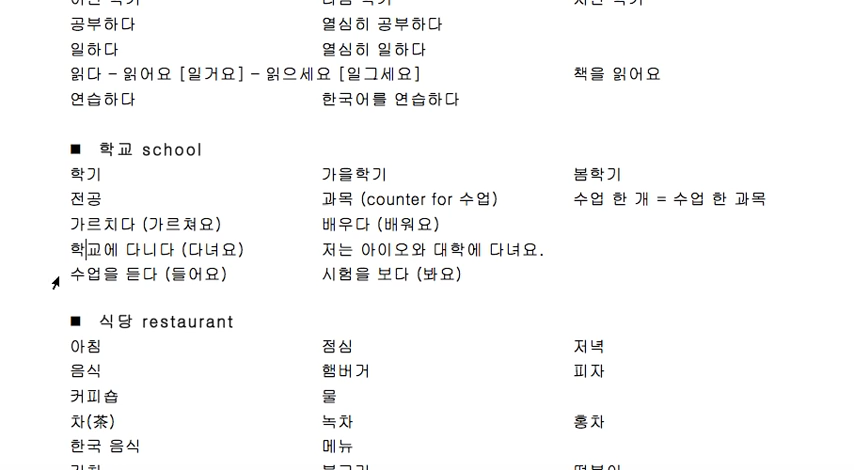 공부하다 열심히 공부하다
일하다 열심히 일하다
읽다 – 읽어요 [일거요] – 읽으세요 [일그세요] 책을 읽어요
연습하다 한국어를 연습하다
■ 학교 school
학기 가을학기 봄학기
전공 과목 (counter for 수업) 수업 한 개 = 수업 한 과목
가르치다 (가르쳐요) 배우다 (배워요)
학교에 다니다 (다녀요) 저는 아이오와 대학에 다녀요.
수업을 듣다 (들어요) 시험을 보다 (봐요)
■ 식당 restaurant
아침 점심 저녁
음식 햄버거 피자
커피숍 물
차(茶) 녹차 홍차
한국 음식 메뉴